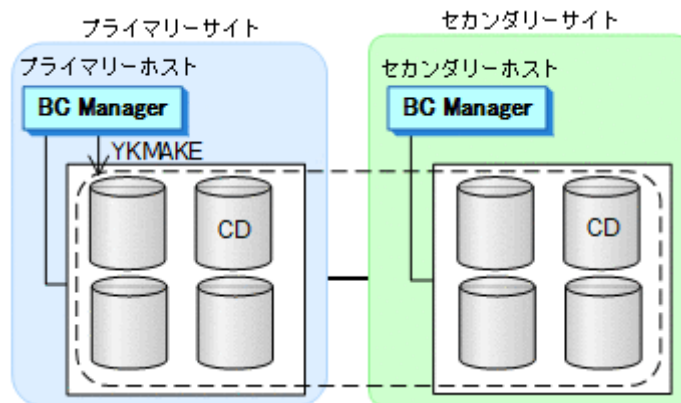 プライマリーサイト
セカンダリーサイト
プライマリーホスト
セカンダリーホスト
BC Manager
BC Manager
YKMAKE
CD
CD